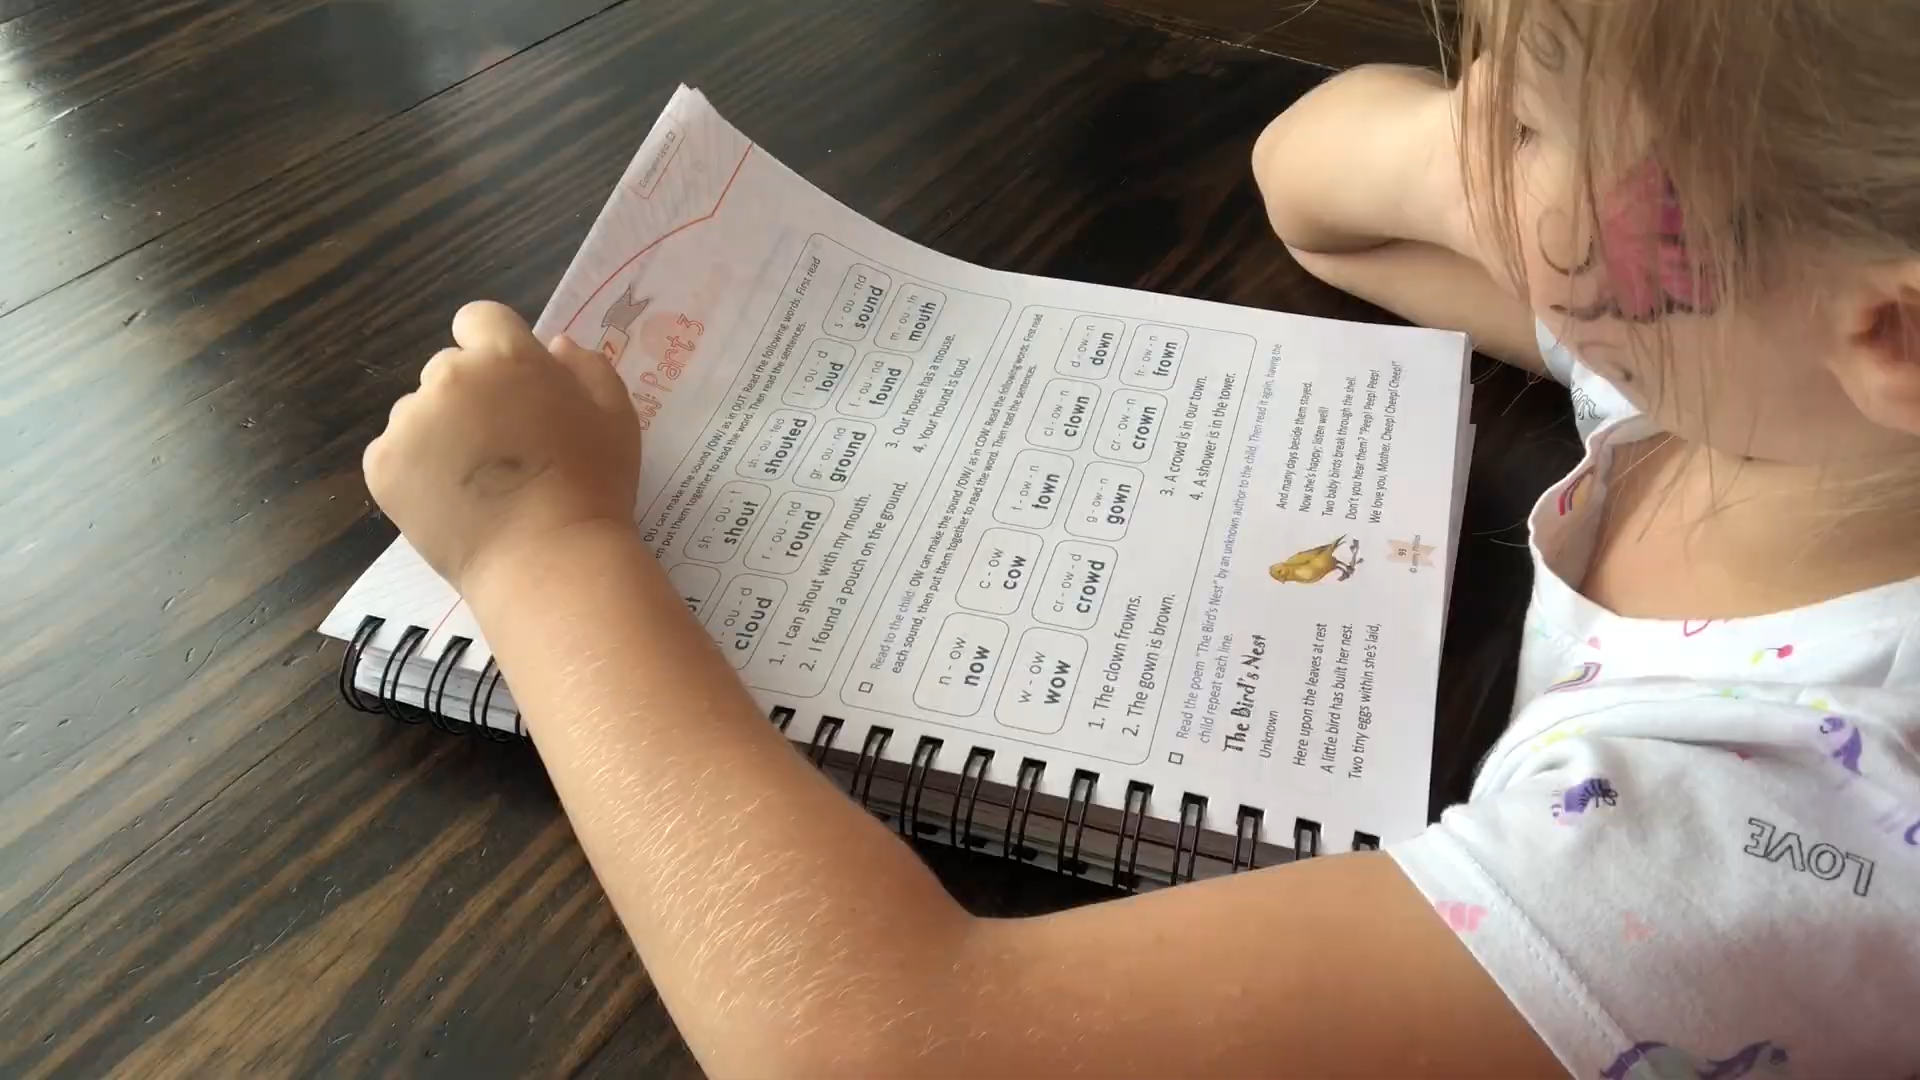 Part 3
OU can make the sound /OW/ as in OUT. Read the following words. First read
put them together to read the word. Then read the sentences.
sh - ou - t
shout
sh - ou - ted
shouted
l - ou - d
loud
s - ou - nd
sound
ou - d
cloud
r - ou - nd
round
gr - ou - nd
ground
f - ou - nd
found
m - ou - th
mouth
1. I can shout with my mouth.
2. I found a pouch on the ground.
3. Our house has a mouse.
4. Your hound is loud.
Read to the child: OW can make the sound /OW/ as in COW. Read the following words. First read
each sound, then put them together to read the word. Then read the sentences.
n - ow
now
c - ow
cow
t - ow - n
town
cl - ow - n
clown
d - ow - n
down
w - ow
wow
cr - ow - d
crowd
g - ow - n
gown
cr - ow - n
crown
fr - ow - n
frown
1. The clown frowns.
2. The gown is brown.
3. A crowd is in our town.
4. A shower is in the tower.
Read the poem "The Bird's Nest" by an unknown author to the child. Then read it again, having the
child repeat each line.
The Bird's Nest
Unknown
Here upon the leaves at rest
A little bird has built her nest.
Two tiny eggs within she's laid,
And many days beside them stayed.
Now she's happy; listen well!
Two baby birds break through the shell.
Don't you hear them? "Peep! Peep! Peep!
We love you, Mother. Cheep! Cheep! Cheep!"
93
LOVE